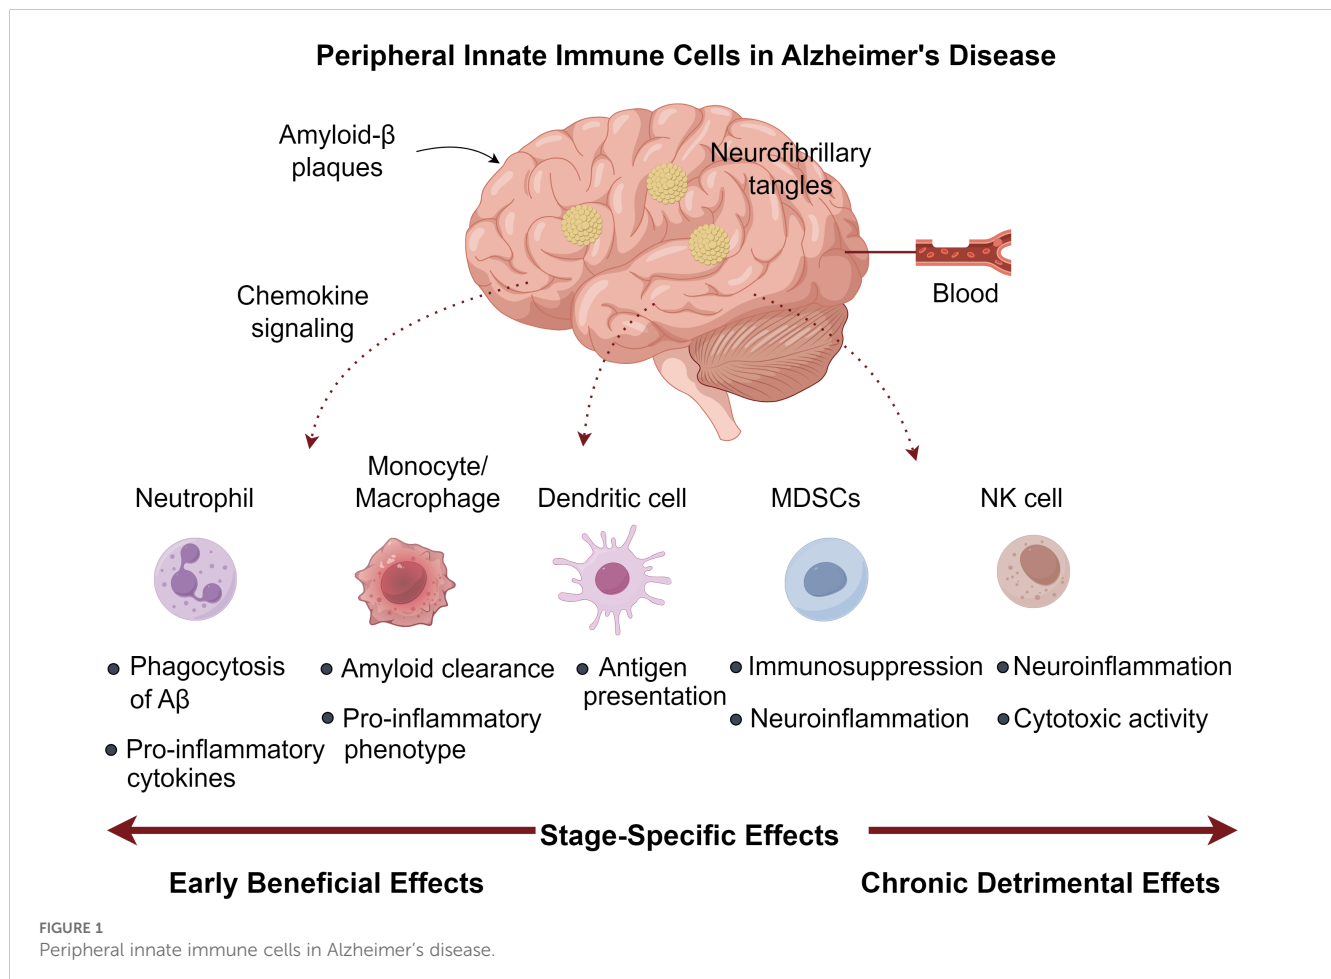 Peripheral Innate Immune Cells in Alzheimer's Disease
Amyloid-β
plaques
Neurofibrillary
tangles
Blood
Chemokine
signaling
Neutrophil
Monocyte/
Macrophage
Dendritic cell
MDSCs
NK cell
Phagocytosis
of Aβ
Pro-inflammatory
cytokines
Amyloid clearance
Pro-inflammatory
phenotype
Antigen
presentation
Immunosuppression
Neuroinflammation
Neuroinflammation
Cytotoxic activity
Stage-Specific Effects
Early Beneficial Effects
Chronic Detrimental Effets
FIGURE 1
Peripheral innate immune cells in Alzheimer’s disease.